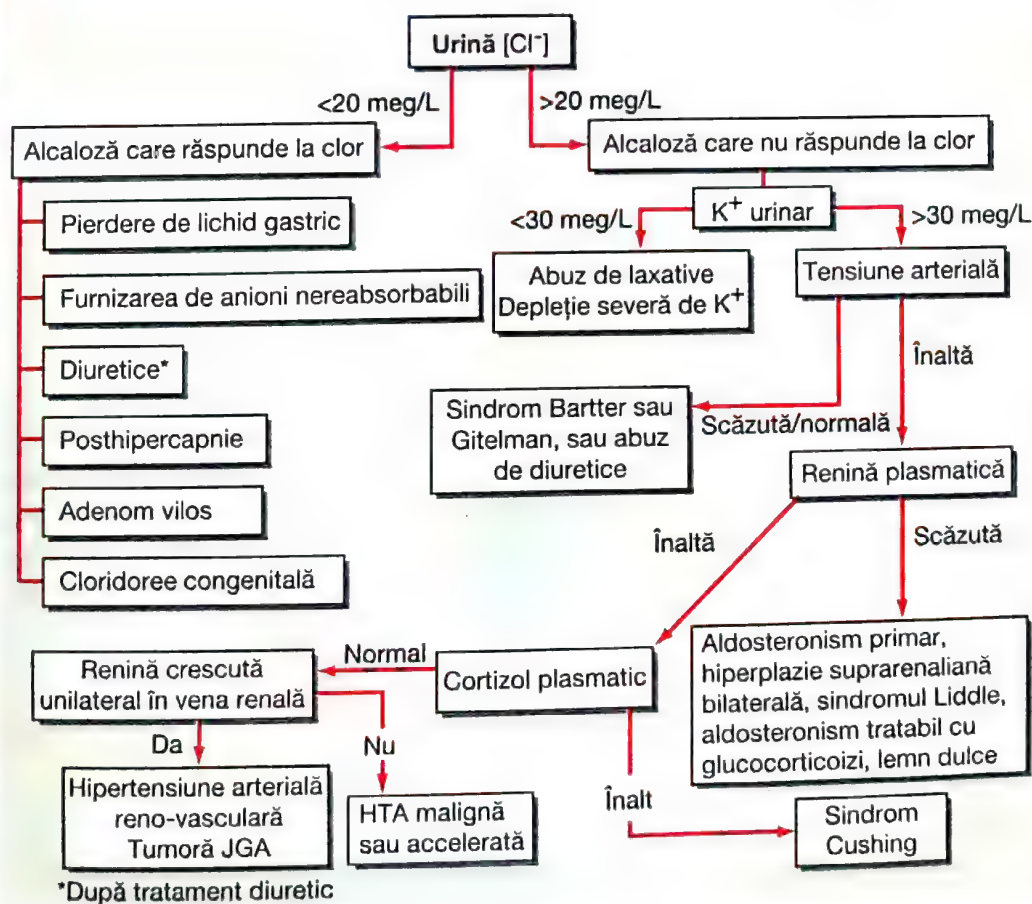 Urină [Cl⁻]
<20 meg/L
>20 meg/L
Alcaloză care răspunde la clor
Alcaloză care nu răspunde la clor
Pierdere de lichid gastric
Furnizarea de anioni nereabsorbabili
Diuretice*
Posthipercapnie
Adenom vilos
Cloridoree congenitală
<30 meg/L
K⁺ urinar
>30 meg/L
Abuz de laxative
Depleție severă de K⁺
Tensiune arterială
Înaltă
Scăzută/normală
Sindrom Bartter sau
Gitelman, sau abuz
de diuretice
Renină plasmatică
Înaltă
Scăzută
Aldosteronism primar,
hiperplazie suprarenaliană
bilaterală, sindromul Liddle,
aldosteronism tratabil cu
glucocorticoizi, lemn dulce
Cortizol plasmatic
Normal
Înalt
Renină crescută
unilateral în vena renală
Da
Nu
Hipertensiune arterială
reno-vasculară
Tumoră JGA
HTA malignă
sau accelerată
Sindrom
Cushing
*După tratament diuretic